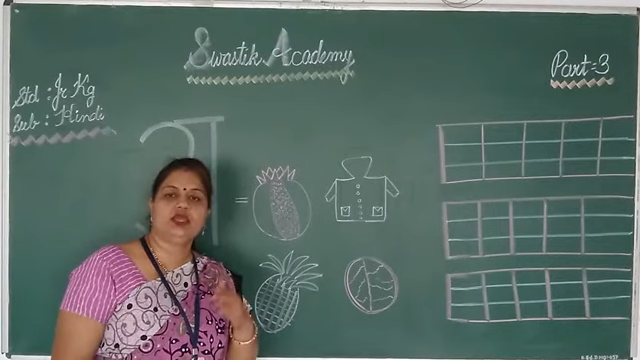 Swastik Academy
Part=3
Std : Jr Kg
Sub : Hindi
अ =